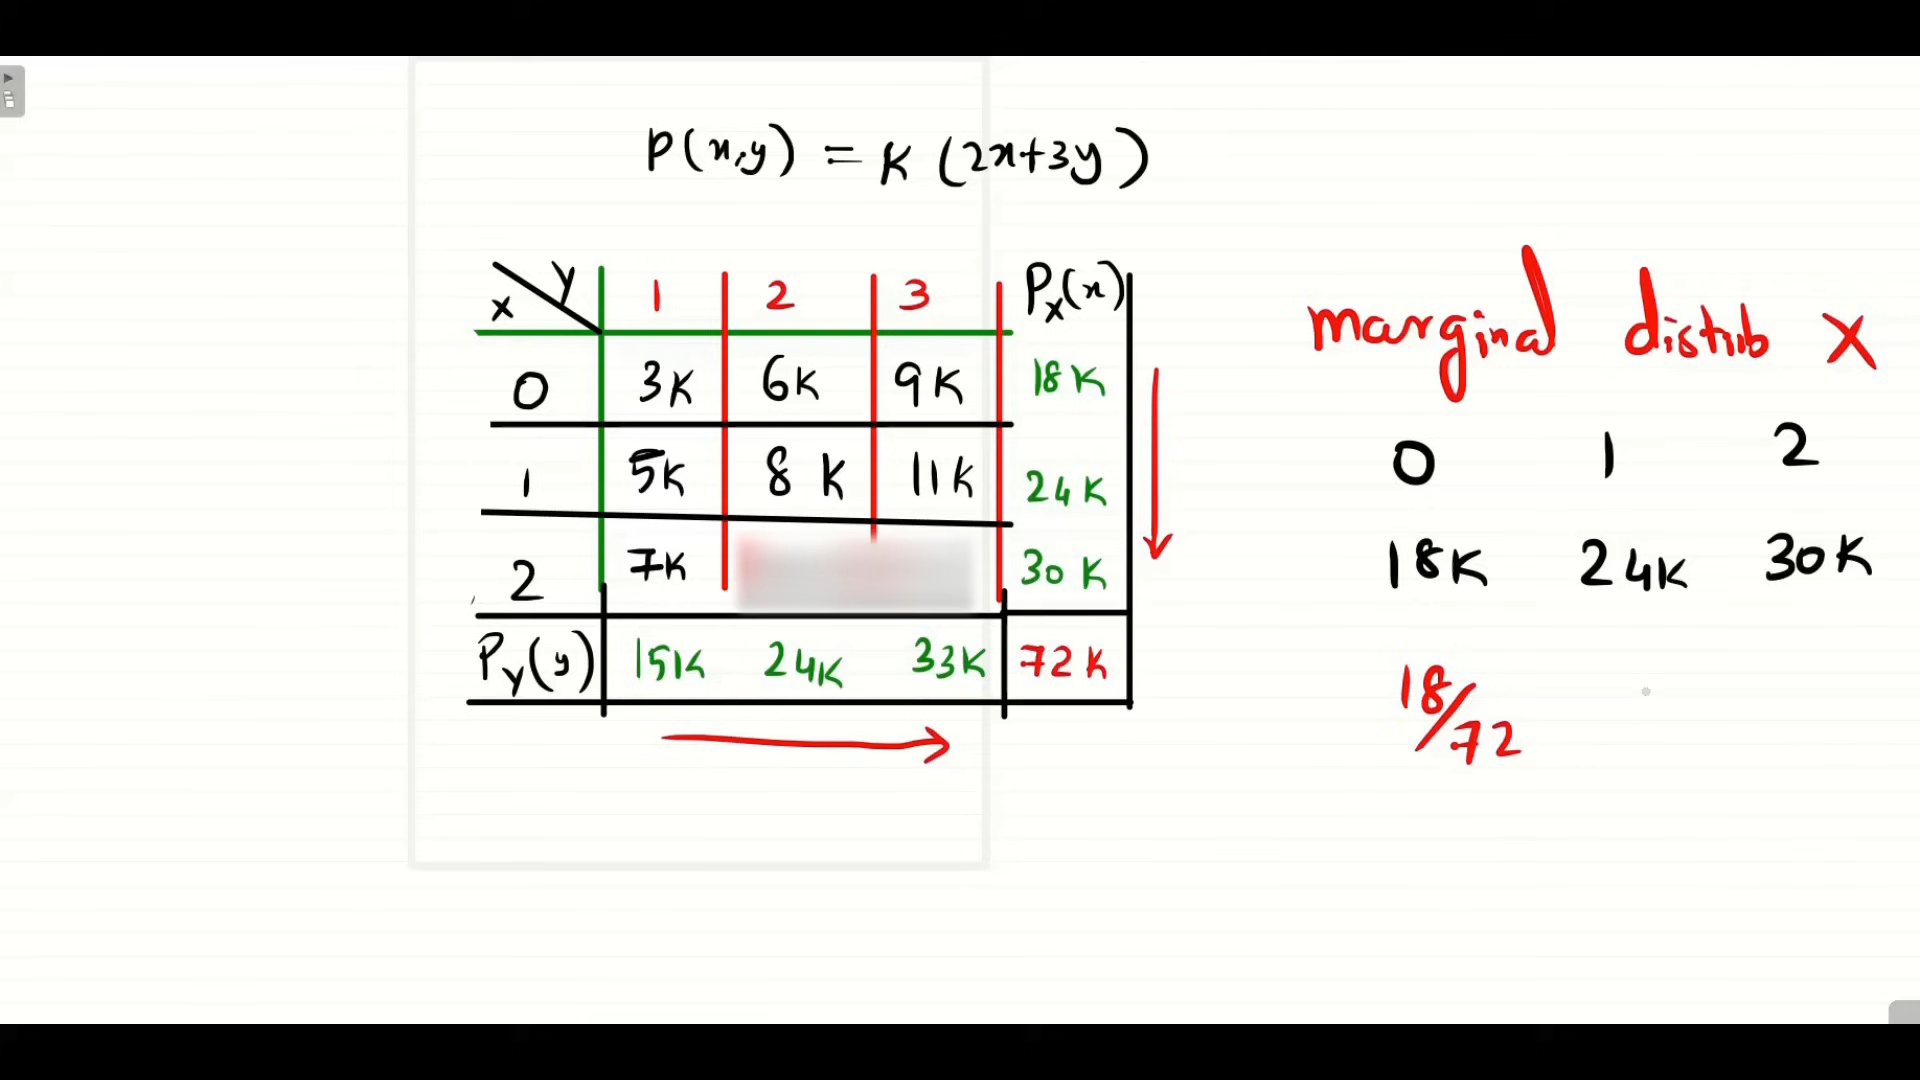 P(x,y) = K (2x+3y)
x y 1 2 3 Px(x)
0 3K 6K 9K 18K
1 5K 8K 11K 24K
2 7K 30K
PY(y) 15K 24K 33K 72K
marginal distrib X
0 1 2
18K 24K 30K
18/72